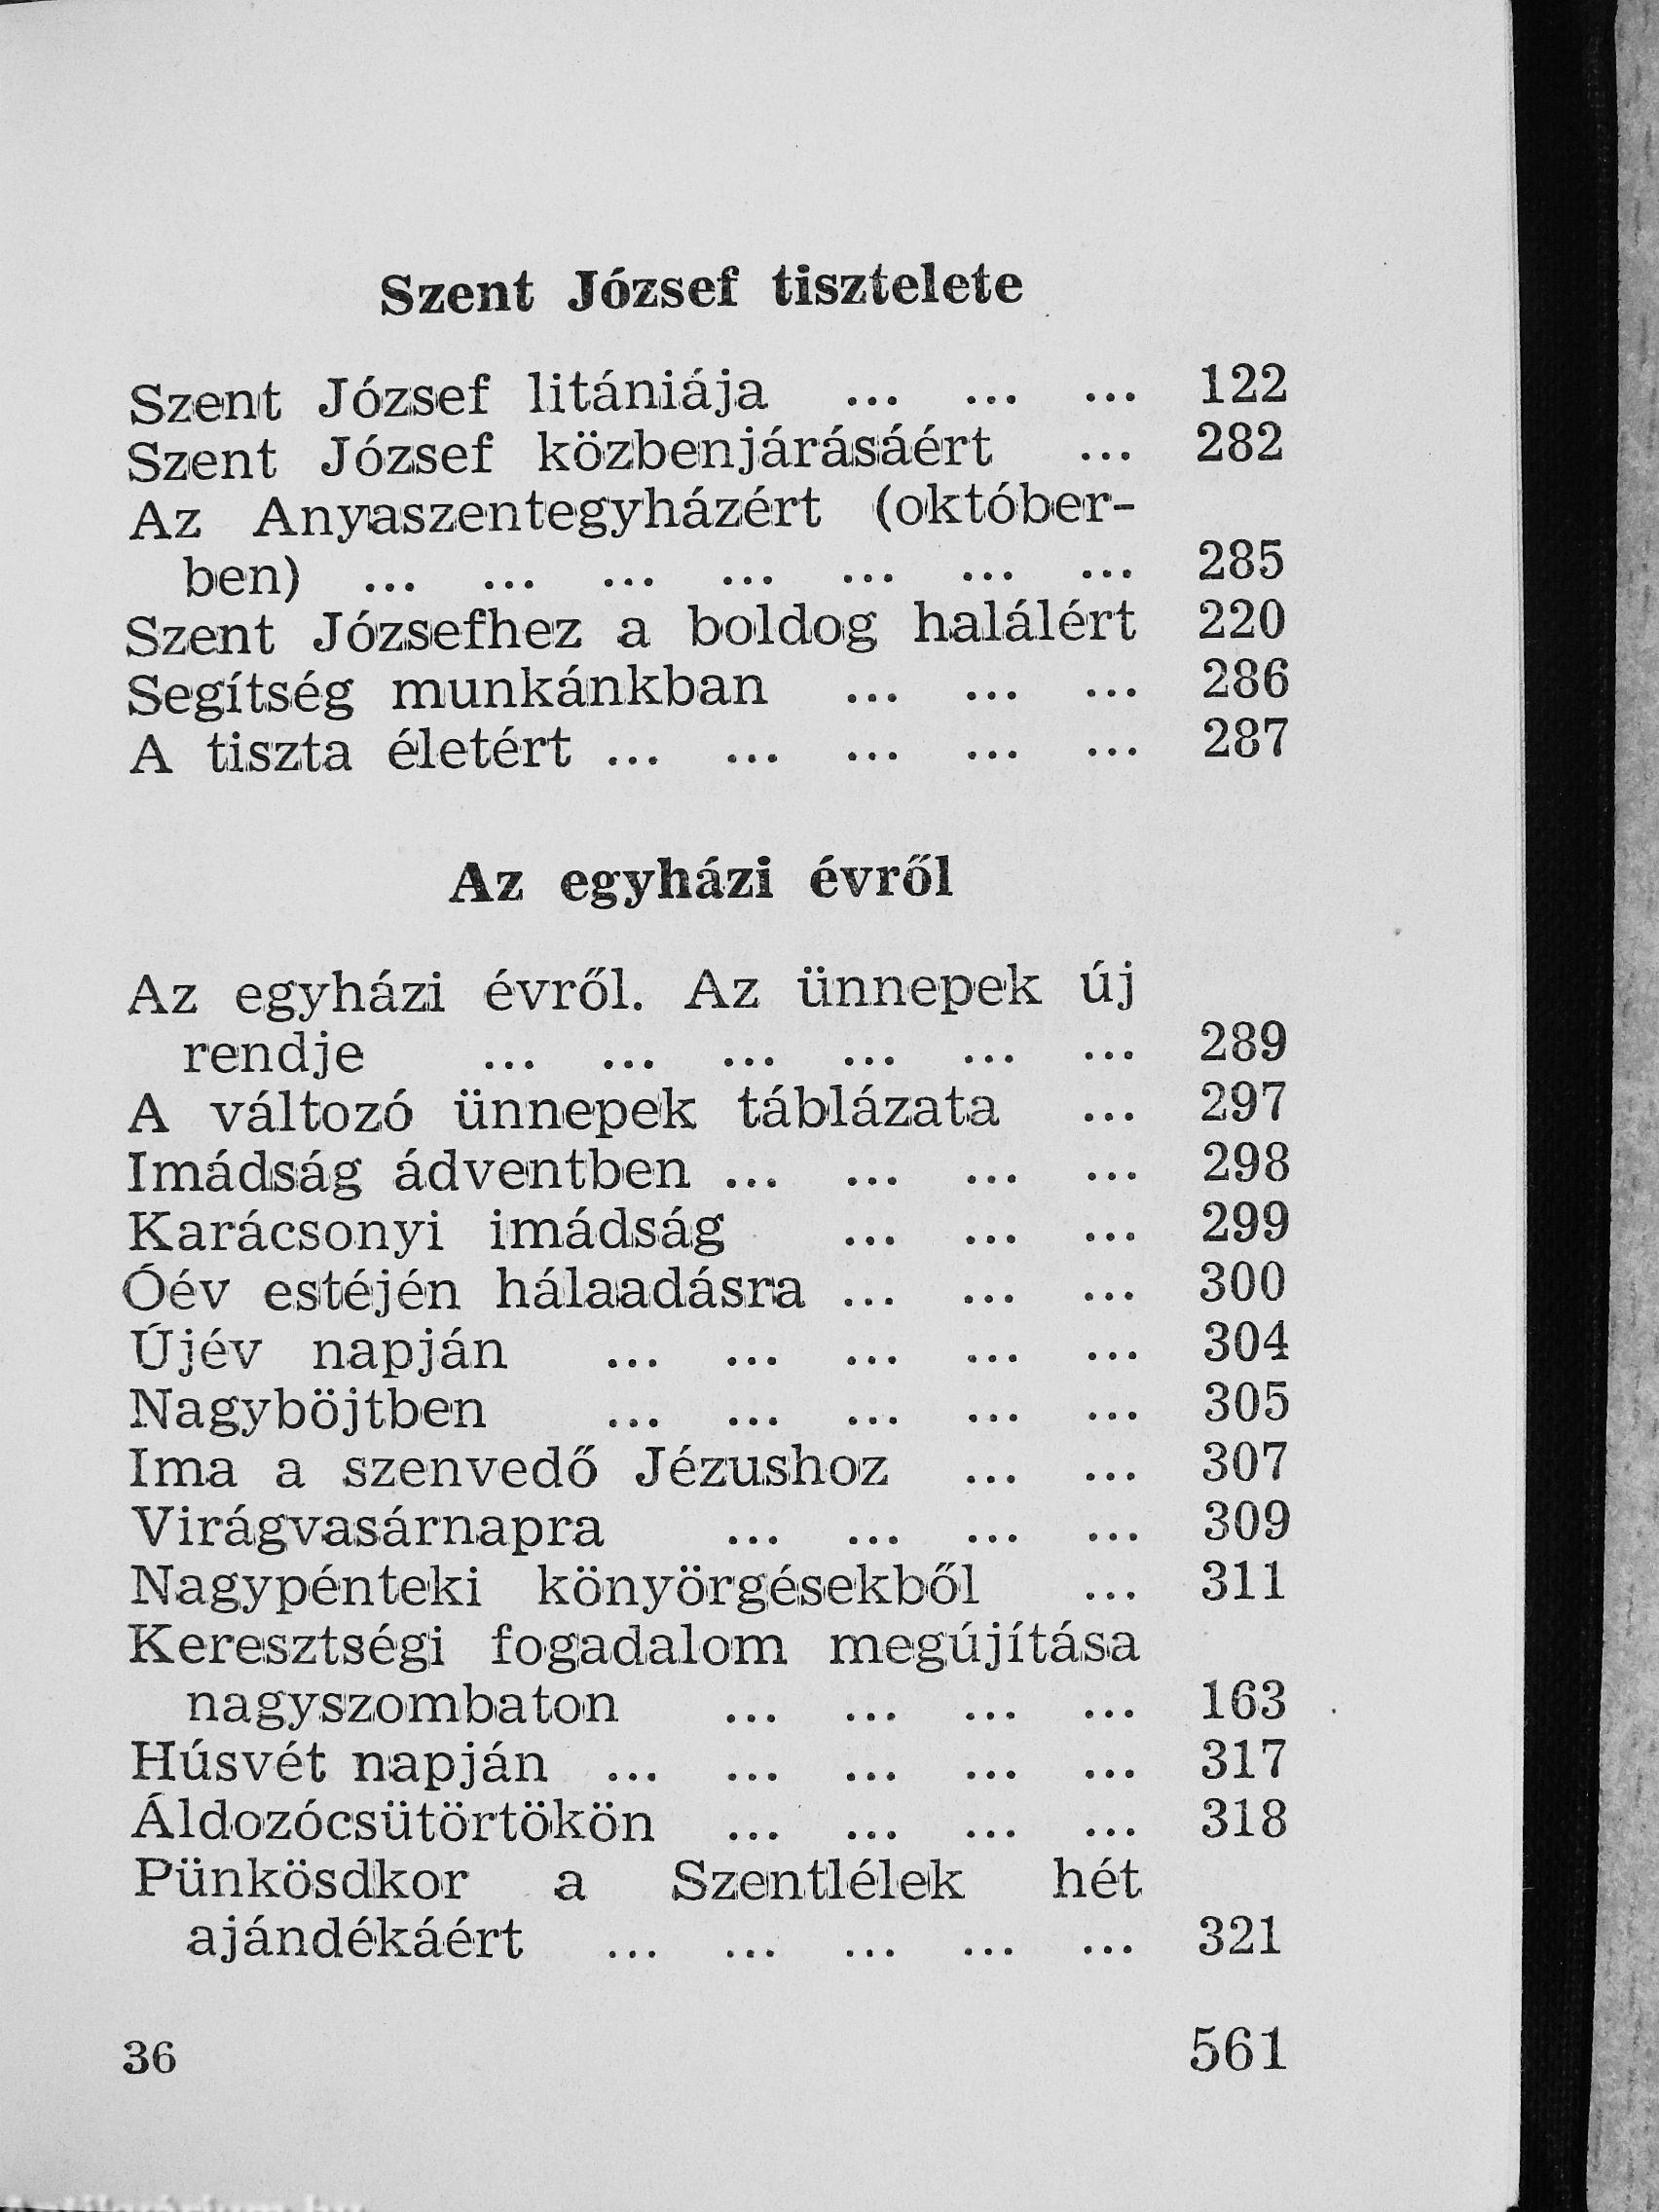 Szent József tisztelete
Szent József litániája ... ... ... 122
Szent József közbenjárásáért ... 282
Az Anyaszentegyházért (október-
ben) ... ... ... ... ... ... ... 285
Szent Józsefhez a boldog halálért 220
Segítség munkánkban ... ... ... 286
A tiszta életért ... ... ... ... ... 287
Az egyházi évről
Az egyházi évről. Az ünnepek új
rendje ... ... ... ... ... ... 289
A változó ünnepek táblázata ... 297
Imádság ádventben ... ... ... ... 298
Karácsonyi imádság ... ... ... 299
Óév estéjén hálaadásra ... ... ... 300
Újév napján ... ... ... ... ... 304
Nagyböjtben ... ... ... ... ... 305
Ima a szenvedő Jézushoz ... ... 307
Virágvasárnapra ... ... ... ... 309
Nagypénteki könyörgésekből ... 311
Keresztségi fogadalom megújítása
nagyszombaton ... ... ... ... 163
Húsvét napján ... ... ... ... ... 317
Áldozócsütörtökön ... ... ... ... 318
Pünkösdkor a Szentlélek hét
ajándékáért ... ... ... ... ... 321
36 561